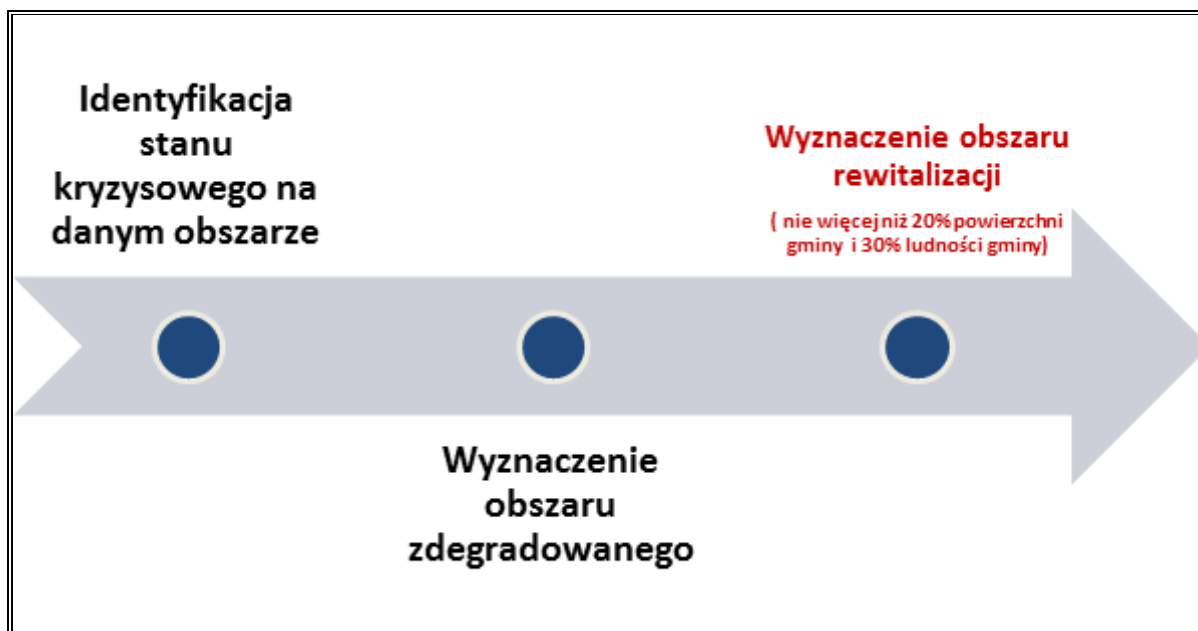 Identyfikacja
stanu
kryzysowego na
danym obszarze
Wyznaczenie
obszaru
zdegradowanego
Wyznaczenie obszaru
rewitalizacji
( nie więcej niż 20% powierzchni
gminy i 30% ludności gminy)